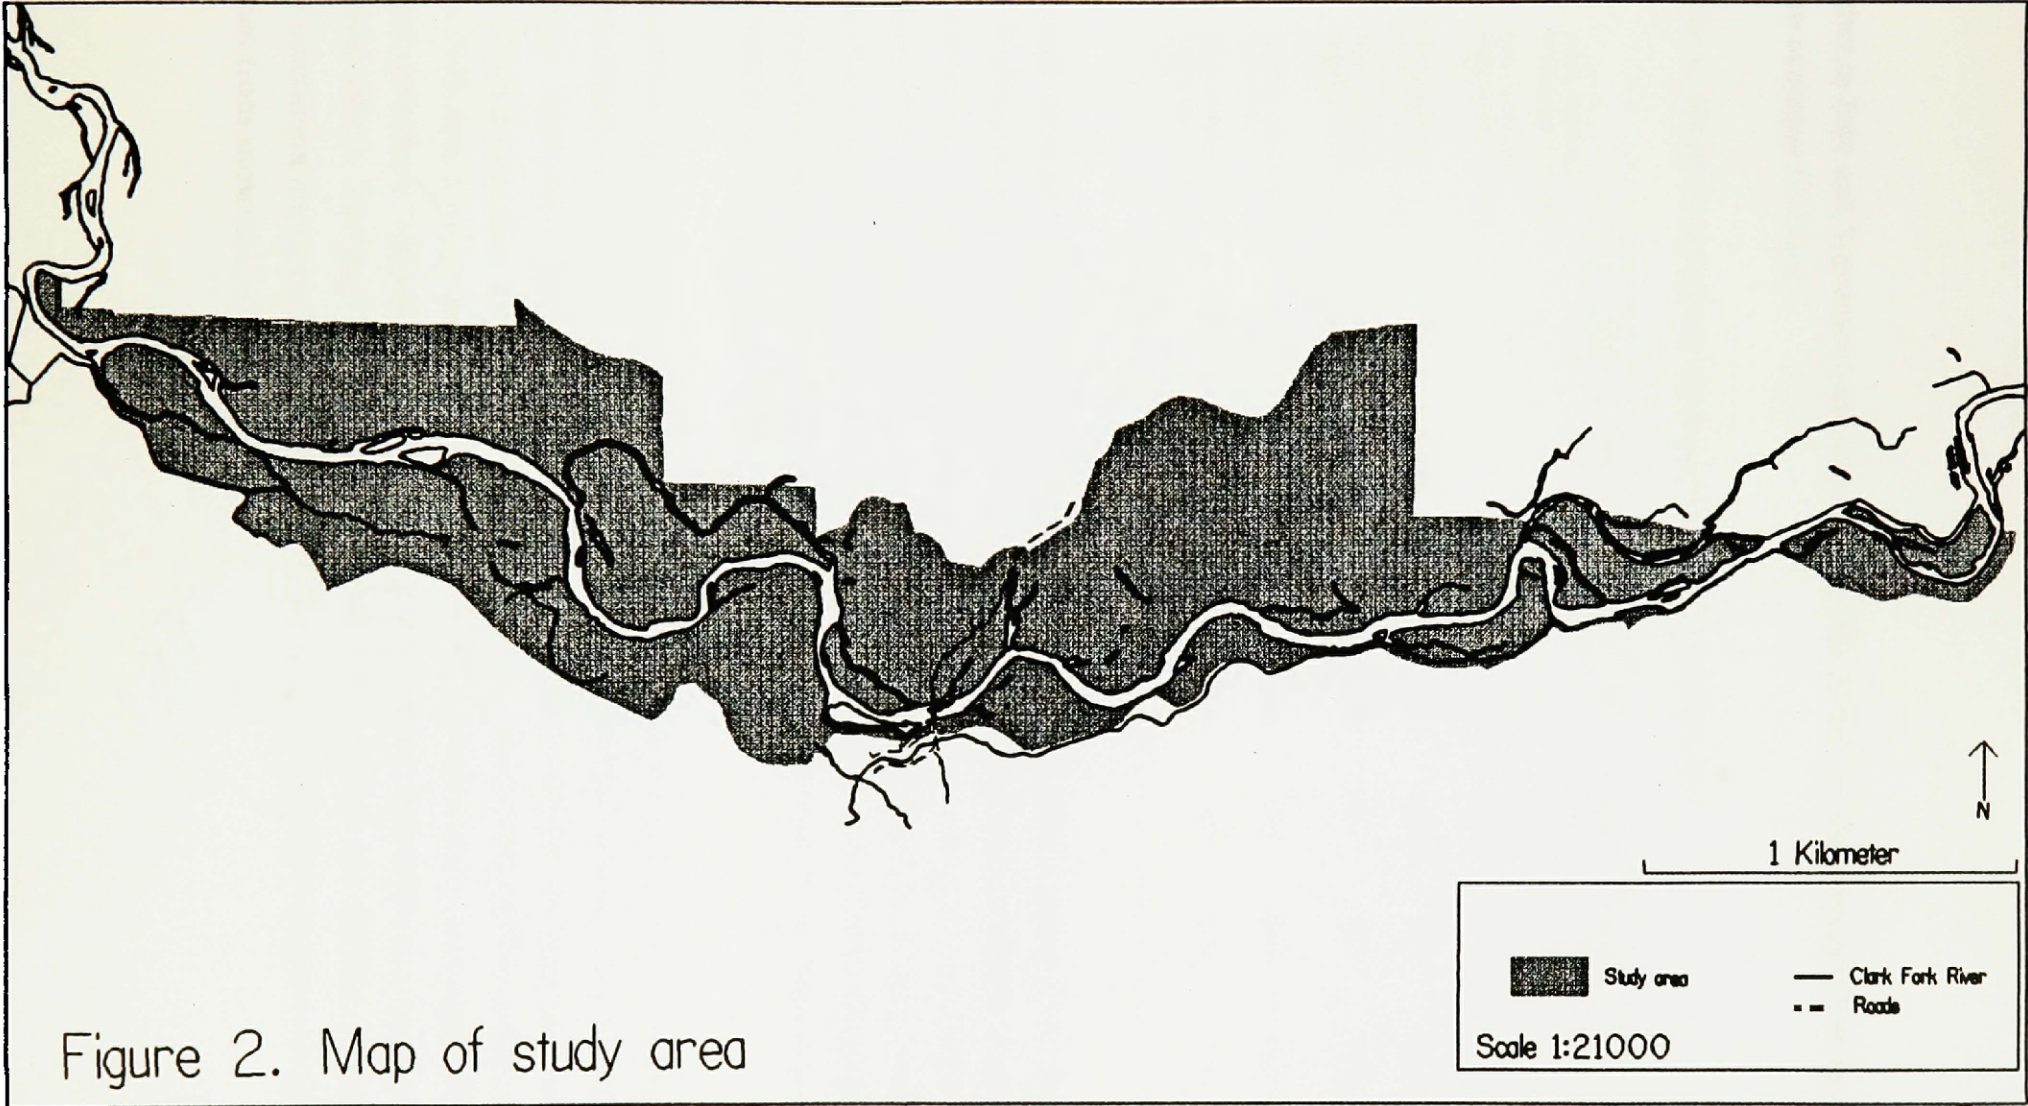 N
1 Kilometer
Study area
Clark Fork River
Roads
Scale 1:21000
Figure 2. Map of study area